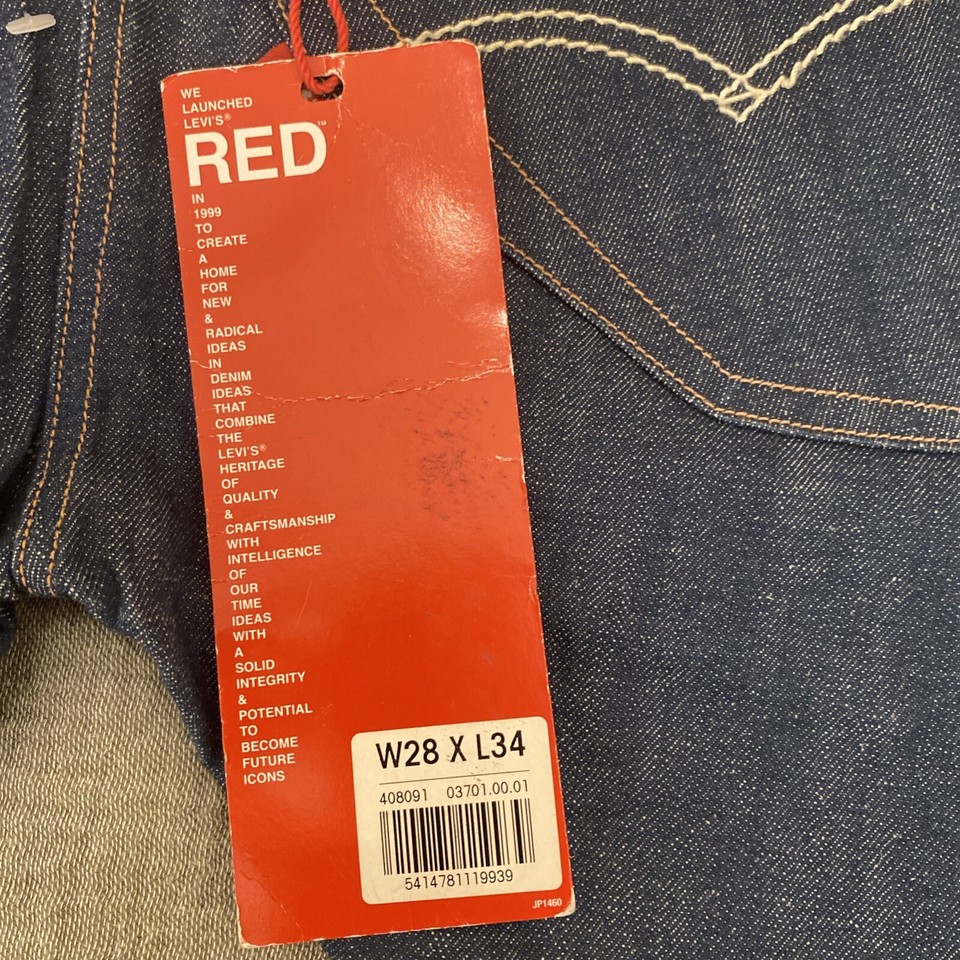 WE
LAUNCHED
LEVI'S®
RED™
IN
1999
TO
CREATE
A
HOME
FOR
NEW
&
RADICAL
IDEAS
IN
DENIM
IDEAS
THAT
COMBINE
THE
LEVI'S®
HERITAGE
OF
QUALITY
&
CRAFTSMANSHIP
WITH
INTELLIGENCE
OF
OUR
TIME
IDEAS
WITH
A
SOLID
INTEGRITY
&
POTENTIAL
TO
BECOME
FUTURE
ICONS
W28 X L34
408091 03701.00.01
5414781119939
JP1460